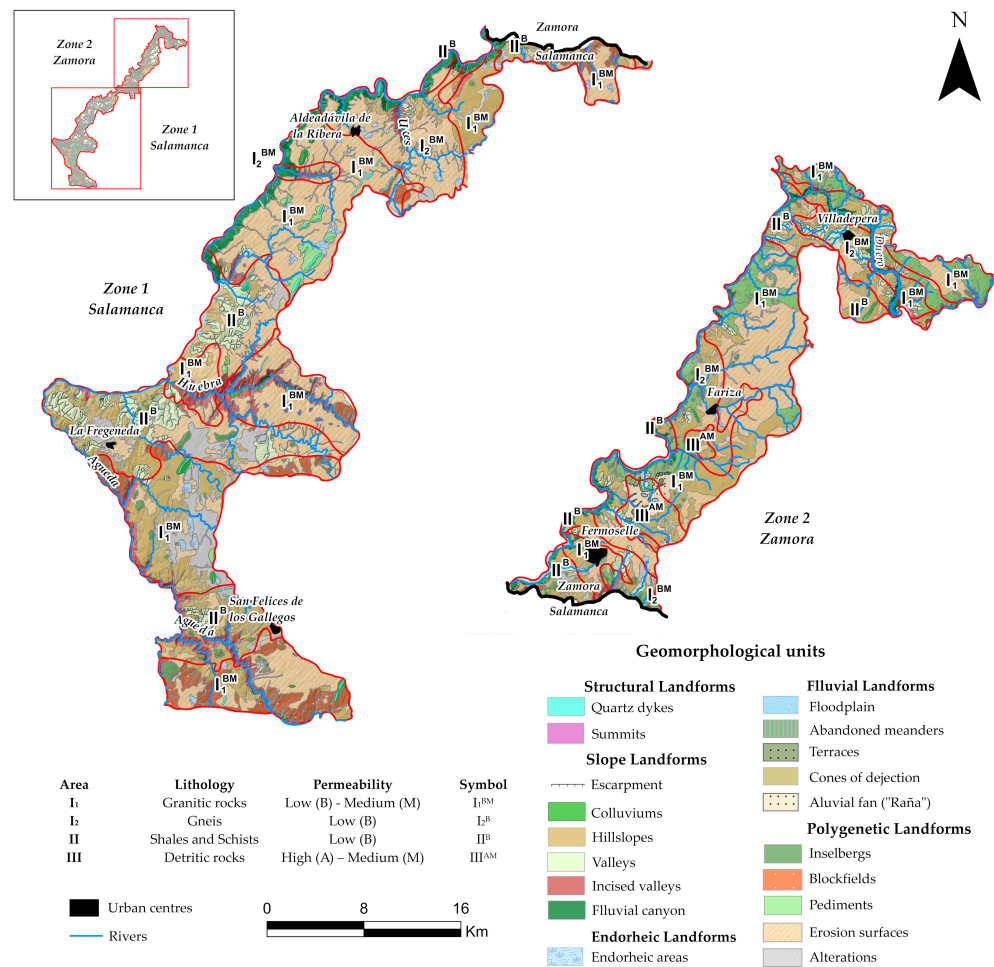 Zone 2
Zamora
Zone 1
Salamanca
N
Zamora
Salamanca
II B
II B
I1 BM
Aldeadávila de
la Ribera
Uces
I1 BM
I2 BM
I2 BM
I1 BM
I1 BM
Zone 1
Salamanca
II B
I1 BM
Huebra
I1 BM
II B
La Fregeneda
Agueda
I1 BM
San Felices de
los Gallegos
II B
Agueda
I1 BM
I1 BM
Villadepera
II B
I2 BM
Duero
I1 BM
I1 BM
II B
I1 BM
I2 BM
Fariza
II B
III AM
I1 BM
III AM
II B
Fermoselle
I1 BM
II B
Zamora
Salamanca
I2 BM
Zone 2
Zamora
Geomorphological units
Structural Landforms
Quartz dykes
Summits
Slope Landforms
Escarpment
Colluviums
Hillslopes
Valleys
Incised valleys
Flluvial canyon
Endorheic Landforms
Endorheic areas
Flluvial Landforms
Floodplain
Abandoned meanders
Terraces
Cones of dejection
Aluvial fan ("Raña")
Polygenetic Landforms
Inselbergs
Blockfields
Pediments
Erosion surfaces
Alterations
Area Lithology Permeability Symbol
I1 Granitic rocks Low (B) - Medium (M) I1BM
I2 Gneis Low (B) I2B
II Shales and Schists Low (B) IIB
III Detritic rocks High (A) – Medium (M) IIIAM
Urban centres
Rivers
0 8 16
Km